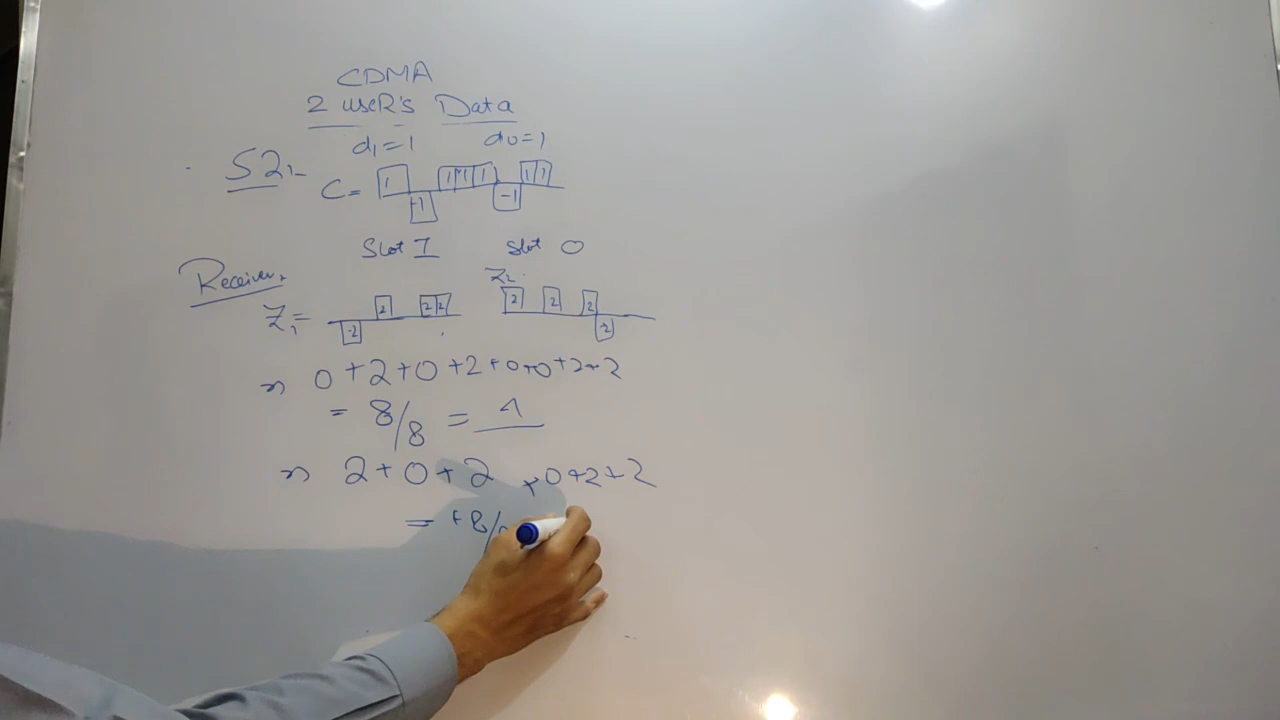 CDMA
2 useR's Data
d1=1 d0=1
S2:-
C= 1 -1 1 1 1 -1 1 1
Slot I slot 0
Receiver
Z1= -2 2 2 2
Z2 2 2 2 -2
0+2+0+2+0+0+2+2
= 8/8 = 1
2+0+2 +0+2+2
= +8/